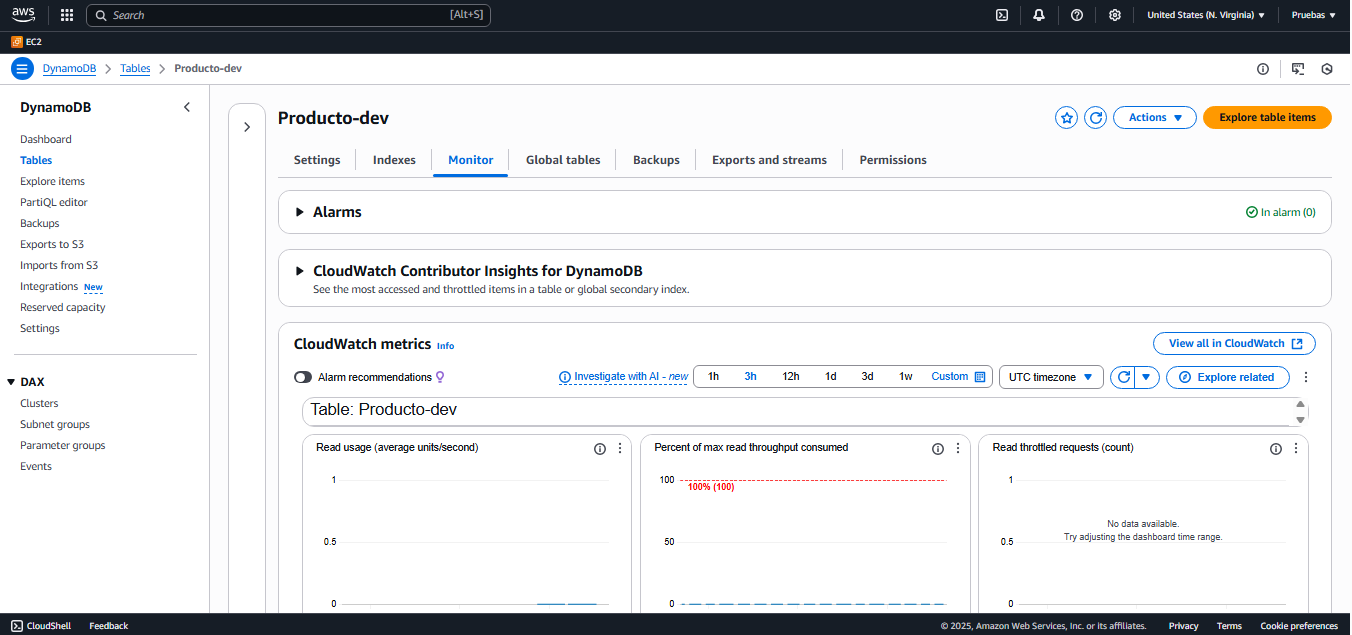 aws
Search [Alt+S]
United States (N. Virginia)
Pruebas
EC2
DynamoDB
Tables
Producto-dev
DynamoDB
Dashboard
Tables
Explore items
PartiQL editor
Backups
Exports to S3
Imports from S3
Integrations New
Reserved capacity
Settings
DAX
Clusters
Subnet groups
Parameter groups
Events
Producto-dev
Actions
Explore table items
Settings
Indexes
Monitor
Global tables
Backups
Exports and streams
Permissions
Alarms
In alarm (0)
CloudWatch Contributor Insights for DynamoDB
See the most accessed and throttled items in a table or global secondary index.
CloudWatch metrics Info
View all in CloudWatch
Alarm recommendations
Investigate with AI - new
1h
3h
12h
1d
3d
1w
Custom
UTC timezone
Explore related
Table: Producto-dev
Read usage (average units/second)
1
0.5
0
Percent of max read throughput consumed
100
100% (100)
50
0
Read throttled requests (count)
1
No data available.
Try adjusting the dashboard time range.
0.5
0
CloudShell
Feedback
© 2025, Amazon Web Services, Inc. or its affiliates.
Privacy
Terms
Cookie preferences